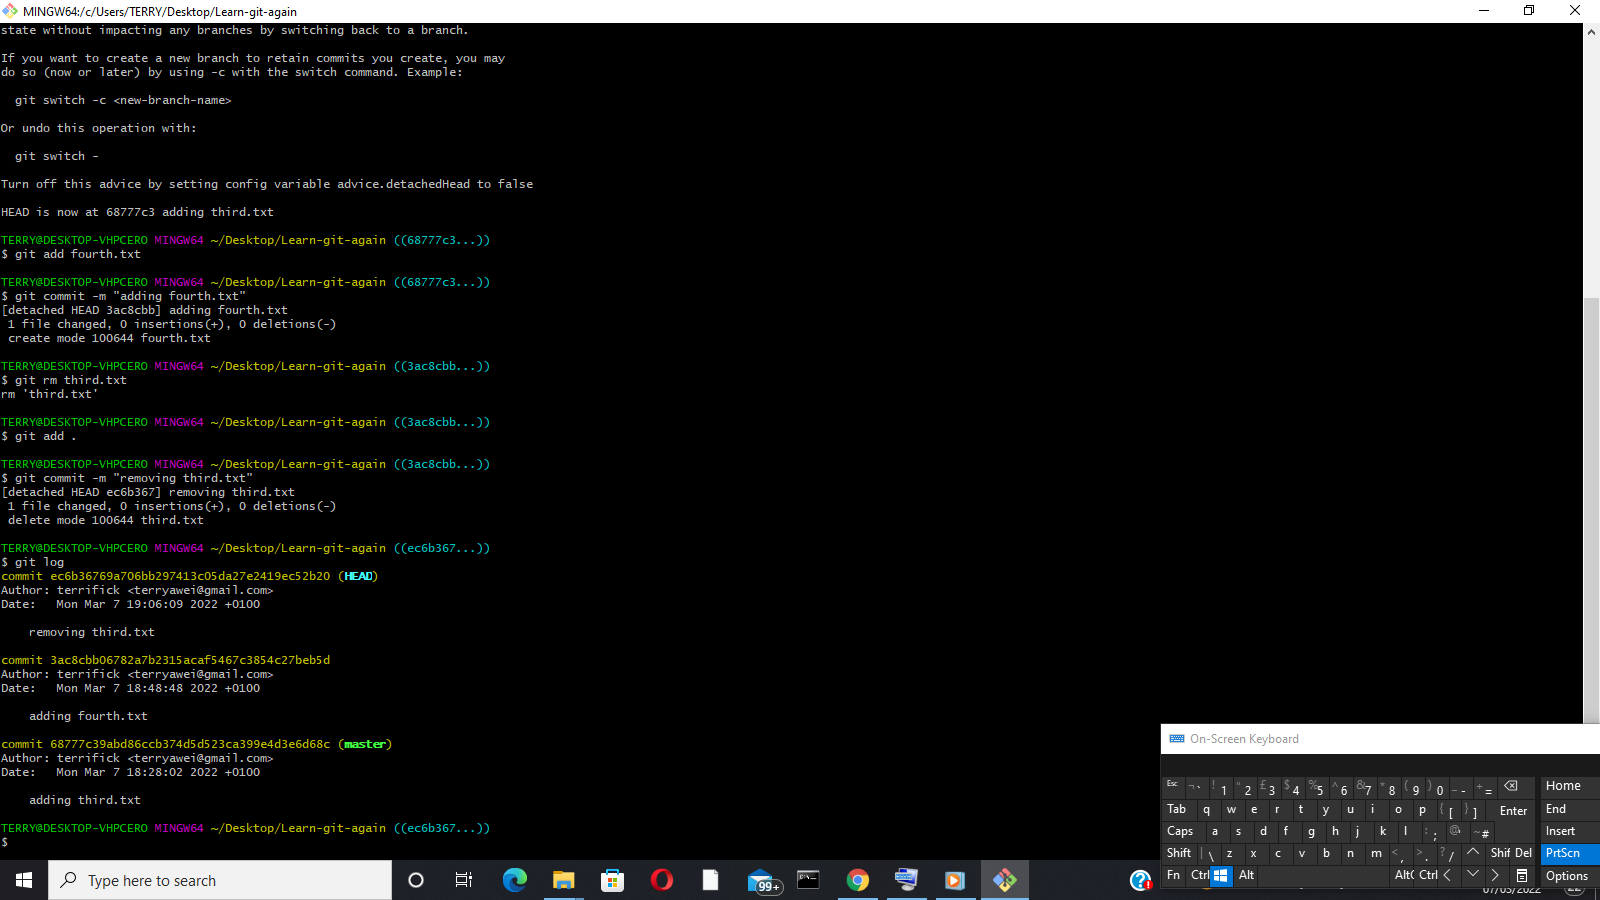 MINGW64:/c/Users/TERRY/Desktop/Learn-git-again
state without impacting any branches by switching back to a branch.
If you want to create a new branch to retain commits you create, you may
do so (now or later) by using -c with the switch command. Example:
git switch -c <new-branch-name>
Or undo this operation with:
git switch -
Turn off this advice by setting config variable advice.detachedHead to false
HEAD is now at 68777c3 adding third.txt
TERRY@DESKTOP-VHPCERO MINGW64 ~/Desktop/Learn-git-again ((68777c3...))
$ git add fourth.txt
TERRY@DESKTOP-VHPCERO MINGW64 ~/Desktop/Learn-git-again ((68777c3...))
$ git commit -m "adding fourth.txt"
[detached HEAD 3ac8cbb] adding fourth.txt
1 file changed, 0 insertions(+), 0 deletions(-)
create mode 100644 fourth.txt
TERRY@DESKTOP-VHPCERO MINGW64 ~/Desktop/Learn-git-again ((3ac8cbb...))
$ git rm third.txt
rm 'third.txt'
TERRY@DESKTOP-VHPCERO MINGW64 ~/Desktop/Learn-git-again ((3ac8cbb...))
$ git add .
TERRY@DESKTOP-VHPCERO MINGW64 ~/Desktop/Learn-git-again ((3ac8cbb...))
$ git commit -m "removing third.txt"
[detached HEAD ec6b367] removing third.txt
1 file changed, 0 insertions(+), 0 deletions(-)
delete mode 100644 third.txt
TERRY@DESKTOP-VHPCERO MINGW64 ~/Desktop/Learn-git-again ((ec6b367...))
$ git log
commit ec6b36769a706bb297413c05da27e2419ec52b20 (HEAD)
Author: terrifick <terryawei@gmail.com>
Date:   Mon Mar 7 19:06:09 2022 +0100
removing third.txt
commit 3ac8cbb06782a7b2315acaf5467c3854c27beb5d
Author: terrifick <terryawei@gmail.com>
Date:   Mon Mar 7 18:48:48 2022 +0100
adding fourth.txt
commit 68777c39abd86ccb374d5d523ca399e4d3e6d68c (master)
Author: terrifick <terryawei@gmail.com>
Date:   Mon Mar 7 18:28:02 2022 +0100
adding third.txt
TERRY@DESKTOP-VHPCERO MINGW64 ~/Desktop/Learn-git-again ((ec6b367...))
$
On-Screen Keyboard
Esc ¬ ` ! 1 " 2 £ 3 $ 4 % 5 ^ 6 & 7 * 8 ( 9 ) 0 _ - + = Home
Tab q w e r t y u i o p { [ } ] Enter End
Caps a s d f g h j k l : ; @ ' ~ # Insert
Shift | \ z x c v b n m < , > . ? / Shif Del PrtScn
Fn Ctrl Alt Alt Ctrl Options
Type here to search
99+